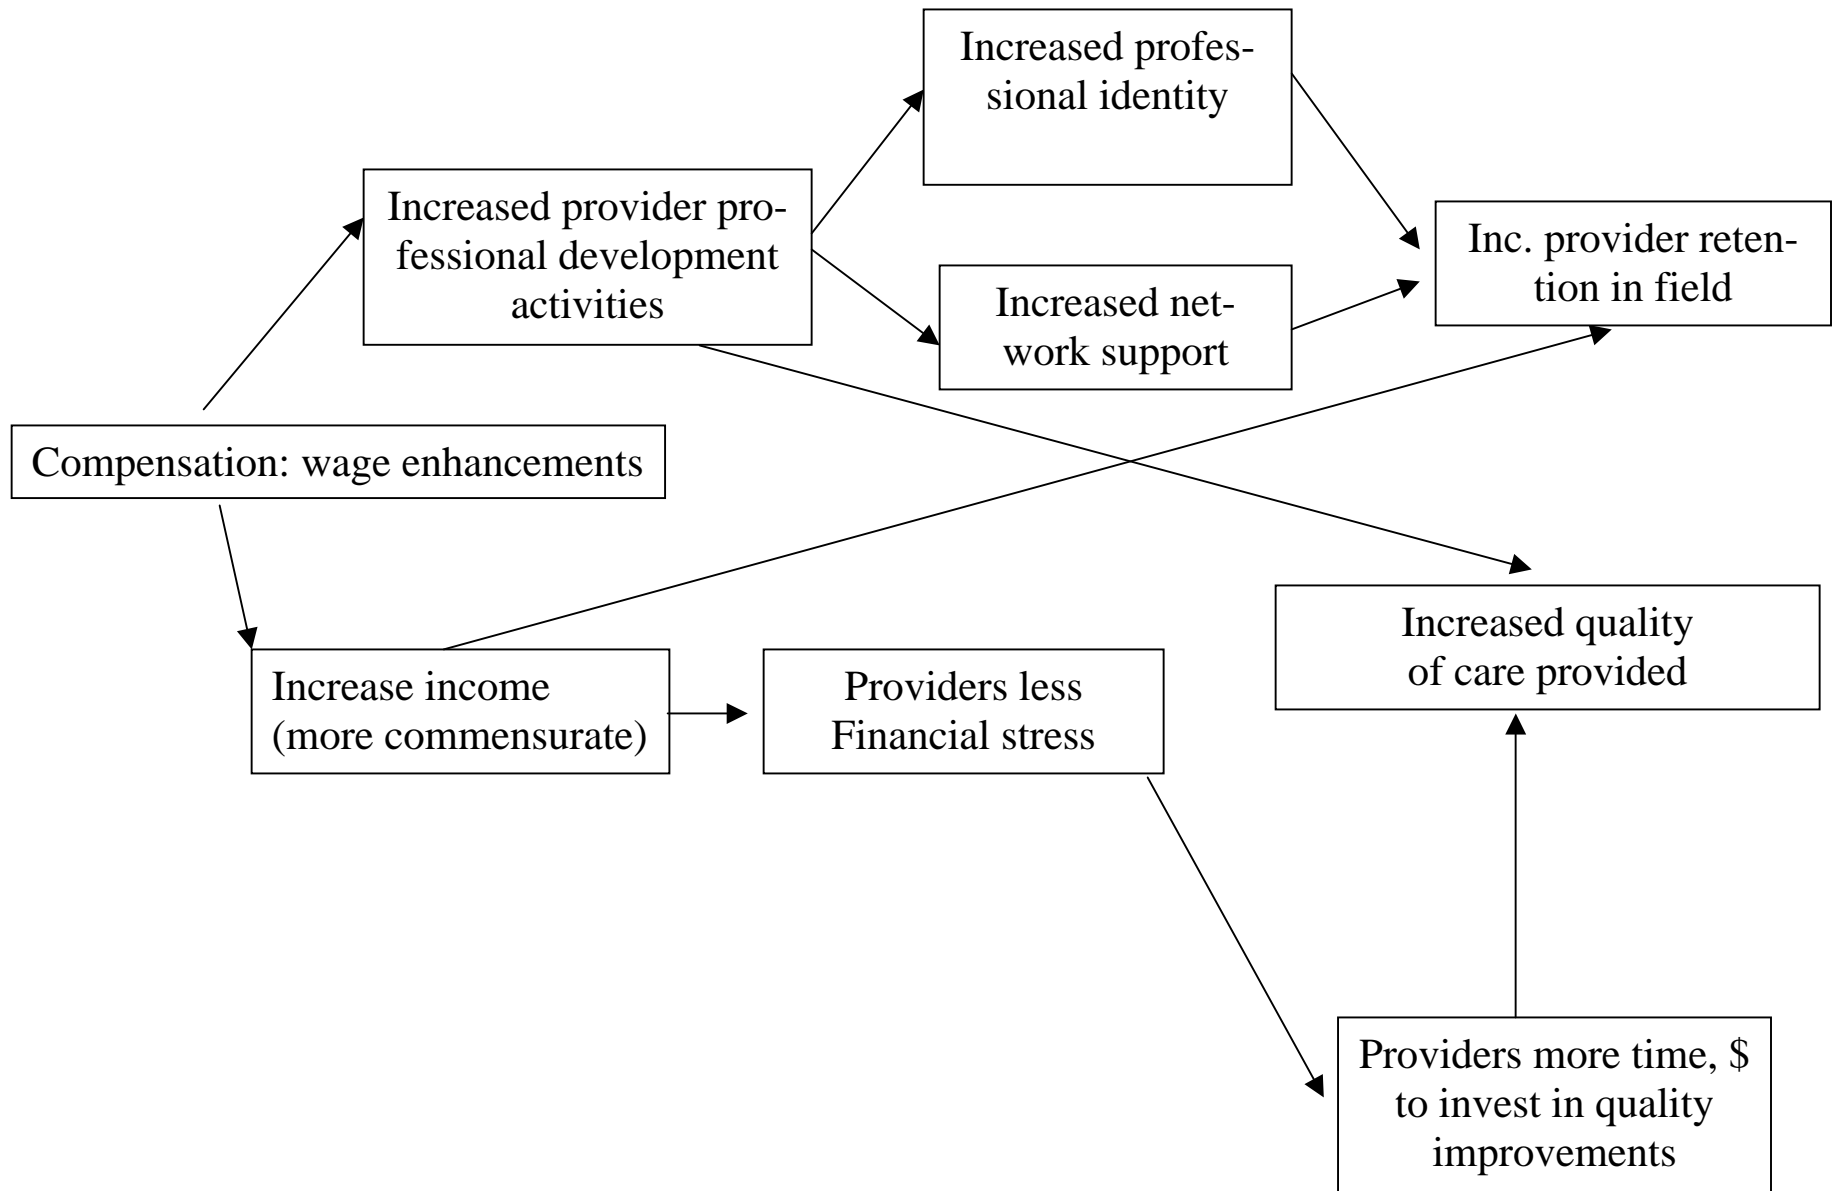 Increased profes-
sional identity
Increased provider pro-
fessional development
activities
Inc. provider reten-
tion in field
Increased net-
work support
Compensation: wage enhancements
Increased quality
of care provided
Increase income
(more commensurate)
Providers less
Financial stress
Providers more time, $
to invest in quality
improvements